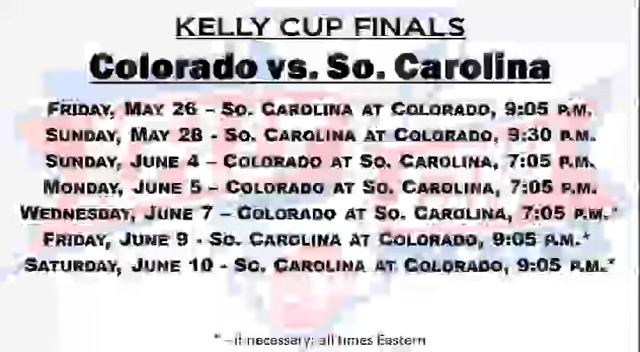 KELLY CUP FINALS
Colorado vs. So. Carolina
FRIDAY, MAY 26 – SO. CAROLINA AT COLORADO, 9:05 P.M.
SUNDAY, MAY 28 - SO. CAROLINA AT COLORADO, 9:30 P.M.
SUNDAY, JUNE 4 – COLORADO AT SO. CAROLINA, 7:05 P.M.
MONDAY, JUNE 5 – COLORADO AT SO. CAROLINA, 7:05 P.M.
WEDNESDAY, JUNE 7 – COLORADO AT SO. CAROLINA, 7:05 P.M.*
FRIDAY, JUNE 9 - SO. CAROLINA AT COLORADO, 9:05 P.M.*
SATURDAY, JUNE 10 - SO. CAROLINA AT COLORADO, 9:05 P.M.*
* – if necessary; all times Eastern